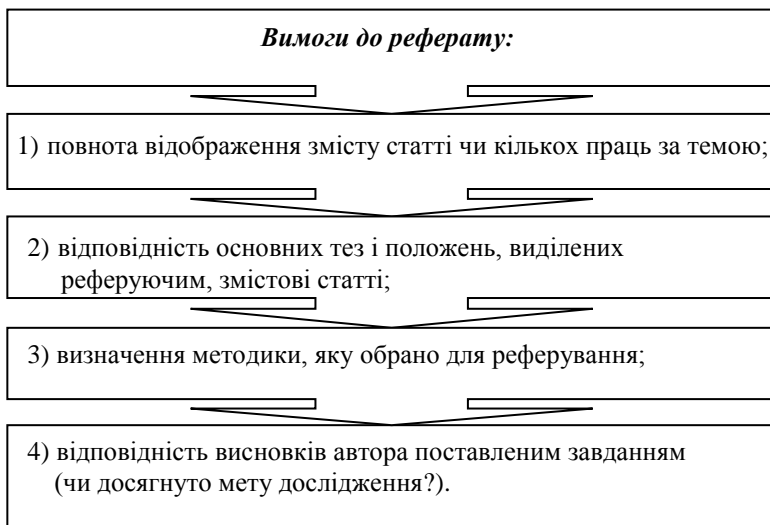 Вимоги до реферату:
1) повнота відображення змісту статті чи кількох праць за темою;
2) відповідність основних тез і положень, виділених
реферуючим, змістові статті;
3) визначення методики, яку обрано для реферування;
4) відповідність висновків автора поставленим завданням
(чи досягнуто мету дослідження?).